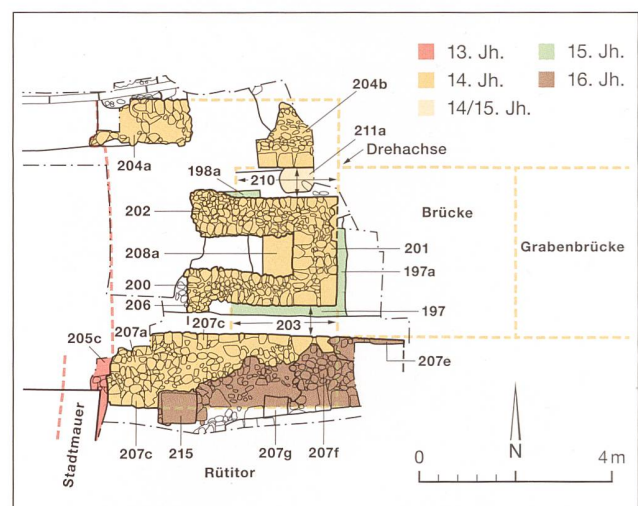 13. Jh.
15. Jh.
14. Jh.
16. Jh.
14/15. Jh.
204b
211a
Drehachse
204a
198a
210
202
Brücke
201
208a
Grabenbrücke
197a
200
206
197
207a
207c
203
205c
207e
Stadtmauer
207c
215
207g
207f
Rütitor
N
0
4 m